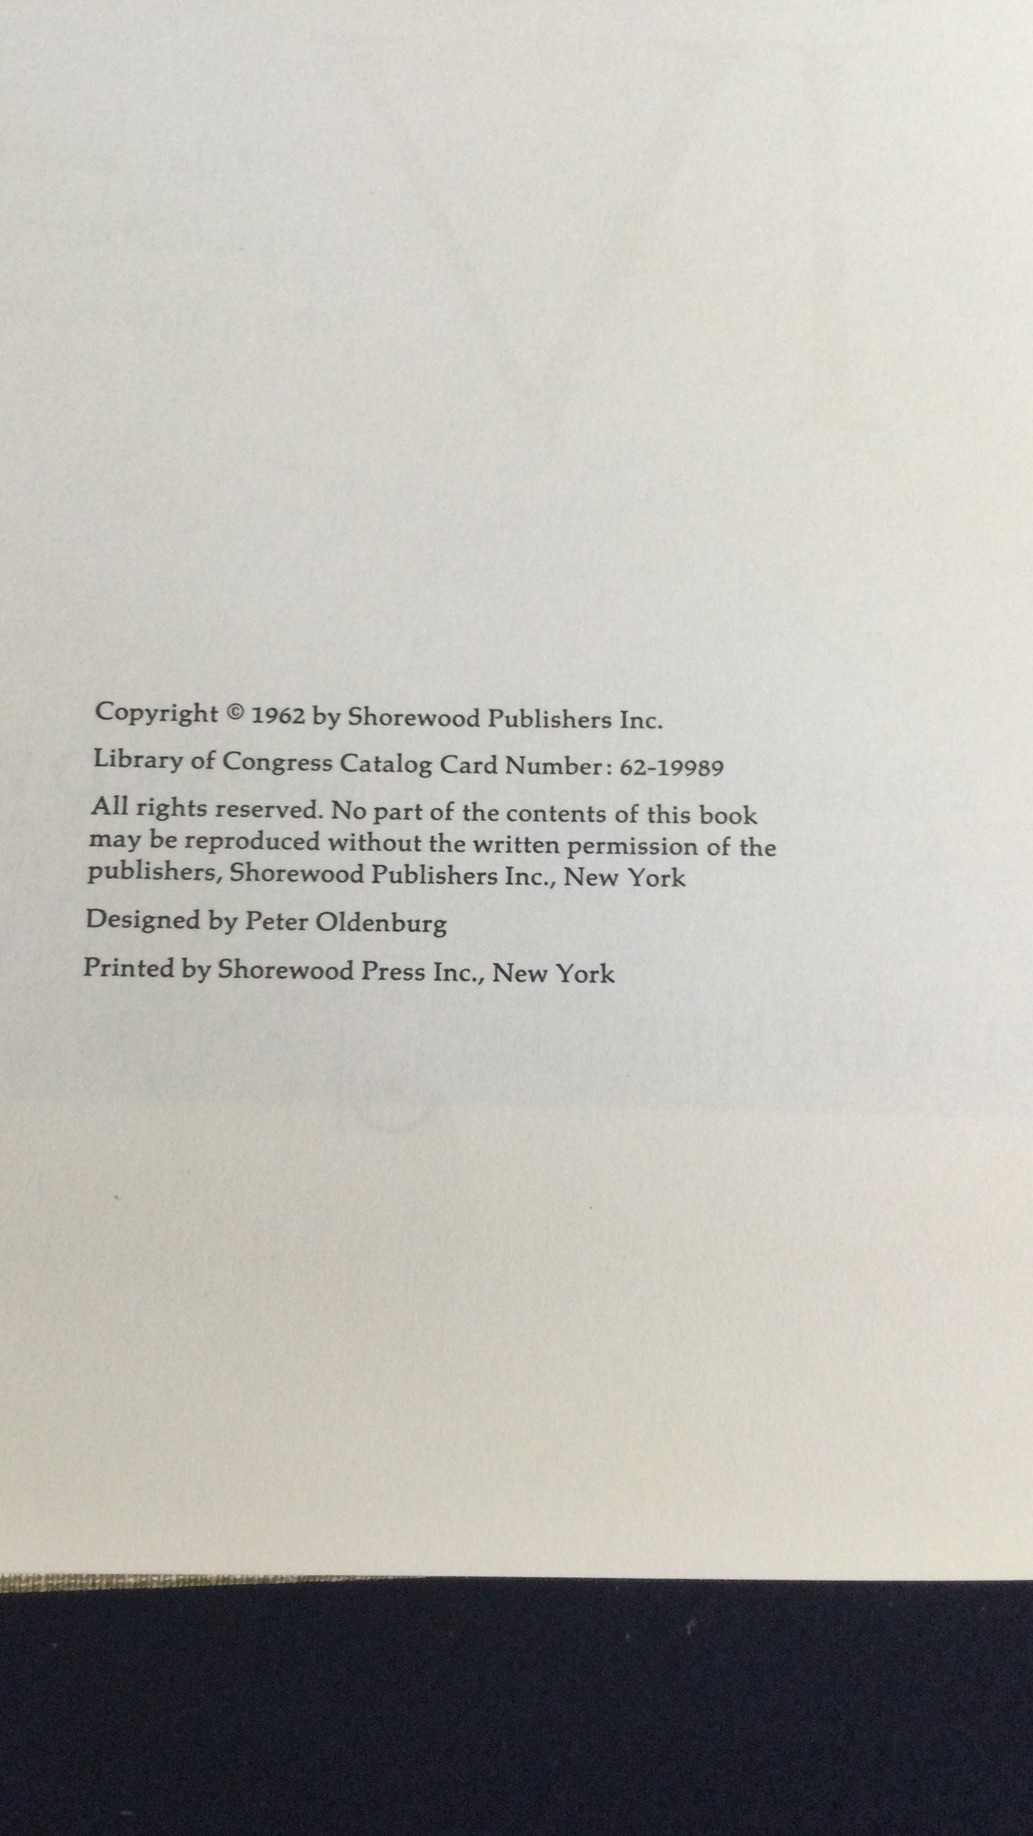 Copyright © 1962 by Shorewood Publishers Inc.
Library of Congress Catalog Card Number: 62-19989
All rights reserved. No part of the contents of this book
may be reproduced without the written permission of the
publishers, Shorewood Publishers Inc., New York
Designed by Peter Oldenburg
Printed by Shorewood Press Inc., New York